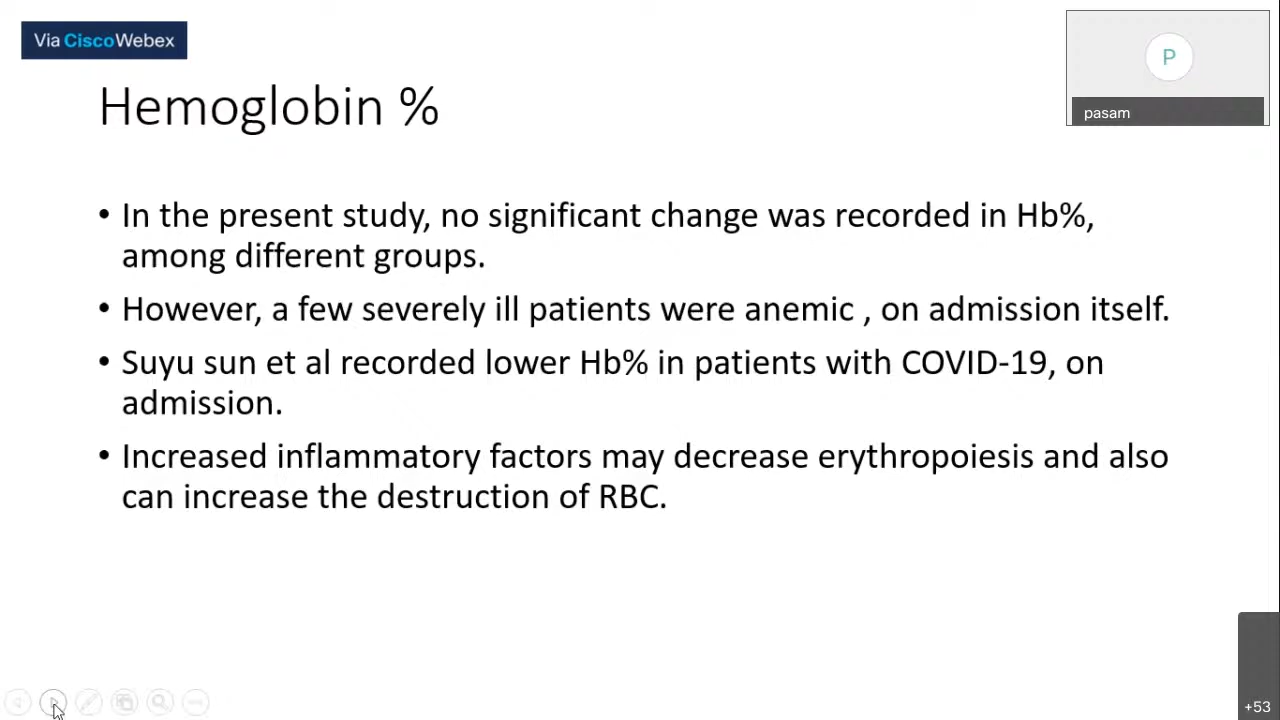 Via CiscoWebex
P
pasam
Hemoglobin %
• In the present study, no significant change was recorded in Hb%,
among different groups.
• However, a few severely ill patients were anemic , on admission itself.
• Suyu sun et al recorded lower Hb% in patients with COVID-19, on
admission.
• Increased inflammatory factors may decrease erythropoiesis and also
can increase the destruction of RBC.
+53